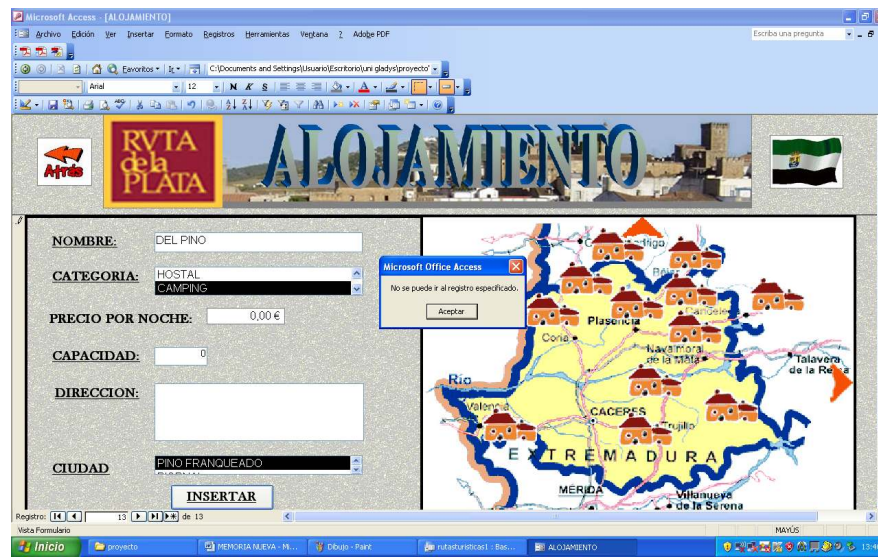 Microsoft Access - [ALOJAMIENTO]
Archivo Edición Ver Insertar Formato Registros Herramientas Ventana ? Adobe PDF
Escriba una pregunta
Favoritos Ir C:\Documents and Settings\Usuario\Escritorio\uni gladys\proyecto'
Arial 12 N K S
Atrás
RVTA
de la
PLATA
ALOJAMIENTO
NOMBRE: DEL PINO
CATEGORIA: HOSTAL
CAMPING
PRECIO POR NOCHE: 0,00 €
CAPACIDAD: 0
DIRECCION:
CIUDAD PINO FRANQUEADO
INSERTAR
Microsoft Office Access
No se puede ir al registro especificado.
Aceptar
Plasencia
Coria
Navalmoral
de la Mata
Talavera
de la Reina
Río
Valencia
CACERES
Trujillo
EXTREMADURA
MERIDA
Villanueva
de la Serena
Registro: 13 de 13
Vista Formulario
MAYÚS
Inicio proyecto MEMORIA NUEVA - Mi... Dibujo - Paint rutasturisticas1 : Bas... ALOJAMIENTO